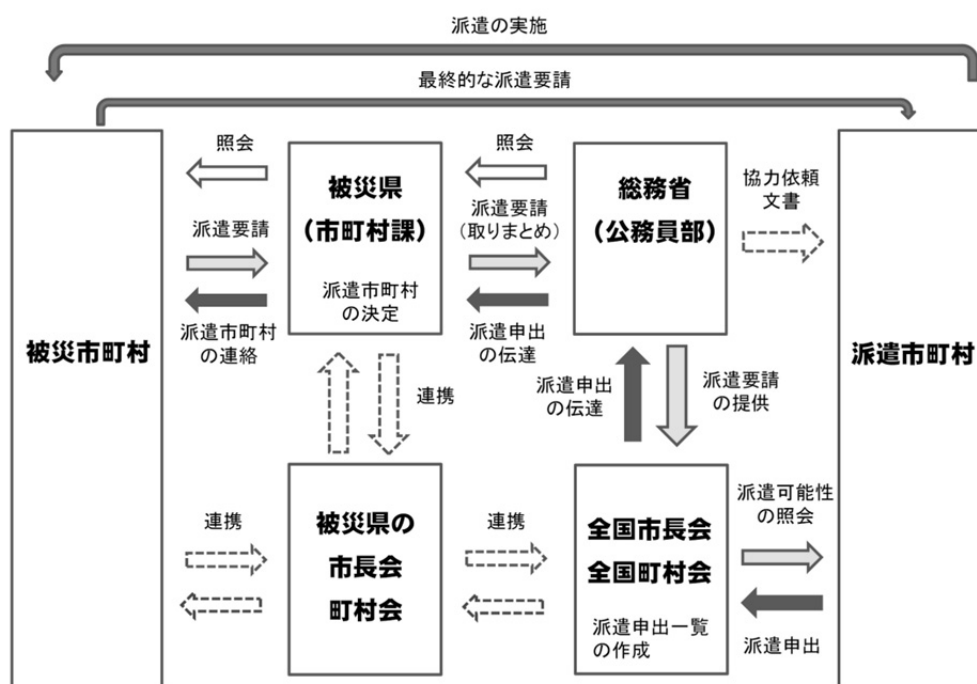 派遣の実施
最終的な派遣要請
照会
照会
被災県
（市町村課）
総務省
（公務員部）
協力依頼
文書
派遣要請
派遣要請
（取りまとめ）
派遣市町村
の決定
派遣市町村
の連絡
派遣申出
の伝達
被災市町村
派遣市町村
連携
派遣申出
の伝達
派遣要請
の提供
連携
被災県の
市長会
町村会
連携
全国市長会
全国町村会
派遣申出一覧
の作成
派遣可能性
の照会
派遣申出